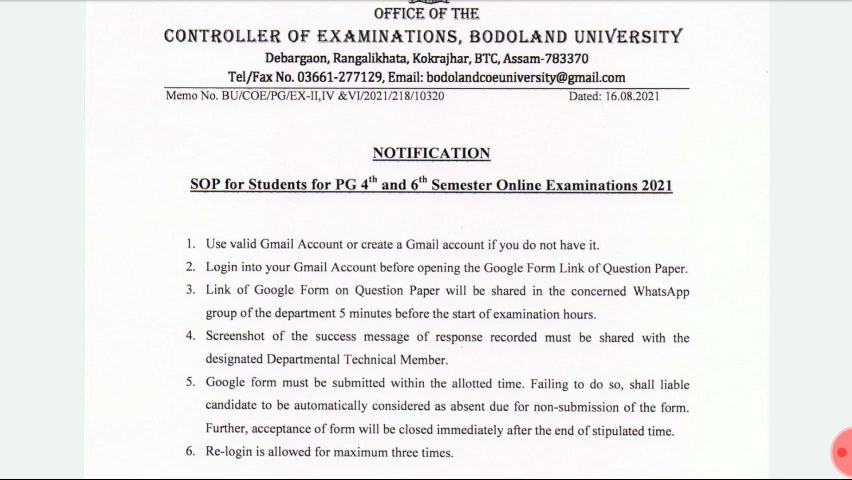 OFFICE OF THE
CONTROLLER OF EXAMINATIONS, BODOLAND UNIVERSITY
Debargaon, Rangalikhata, Kokrajhar, BTC, Assam-783370
Tel/Fax No. 03661-277129, Email: bodolandcoeuniversity@gmail.com
Memo No. BU/COE/PG/EX-II,IV &VI/2021/218/10320 Dated: 16.08.2021
NOTIFICATION
SOP for Students for PG 4th and 6th Semester Online Examinations 2021
1. Use valid Gmail Account or create a Gmail account if you do not have it.
2. Login into your Gmail Account before opening the Google Form Link of Question Paper.
3. Link of Google Form on Question Paper will be shared in the concerned WhatsApp
group of the department 5 minutes before the start of examination hours.
4. Screenshot of the success message of response recorded must be shared with the
designated Departmental Technical Member.
5. Google form must be submitted within the allotted time. Failing to do so, shall liable
candidate to be automatically considered as absent due for non-submission of the form.
Further, acceptance of form will be closed immediately after the end of stipulated time.
6. Re-login is allowed for maximum three times.